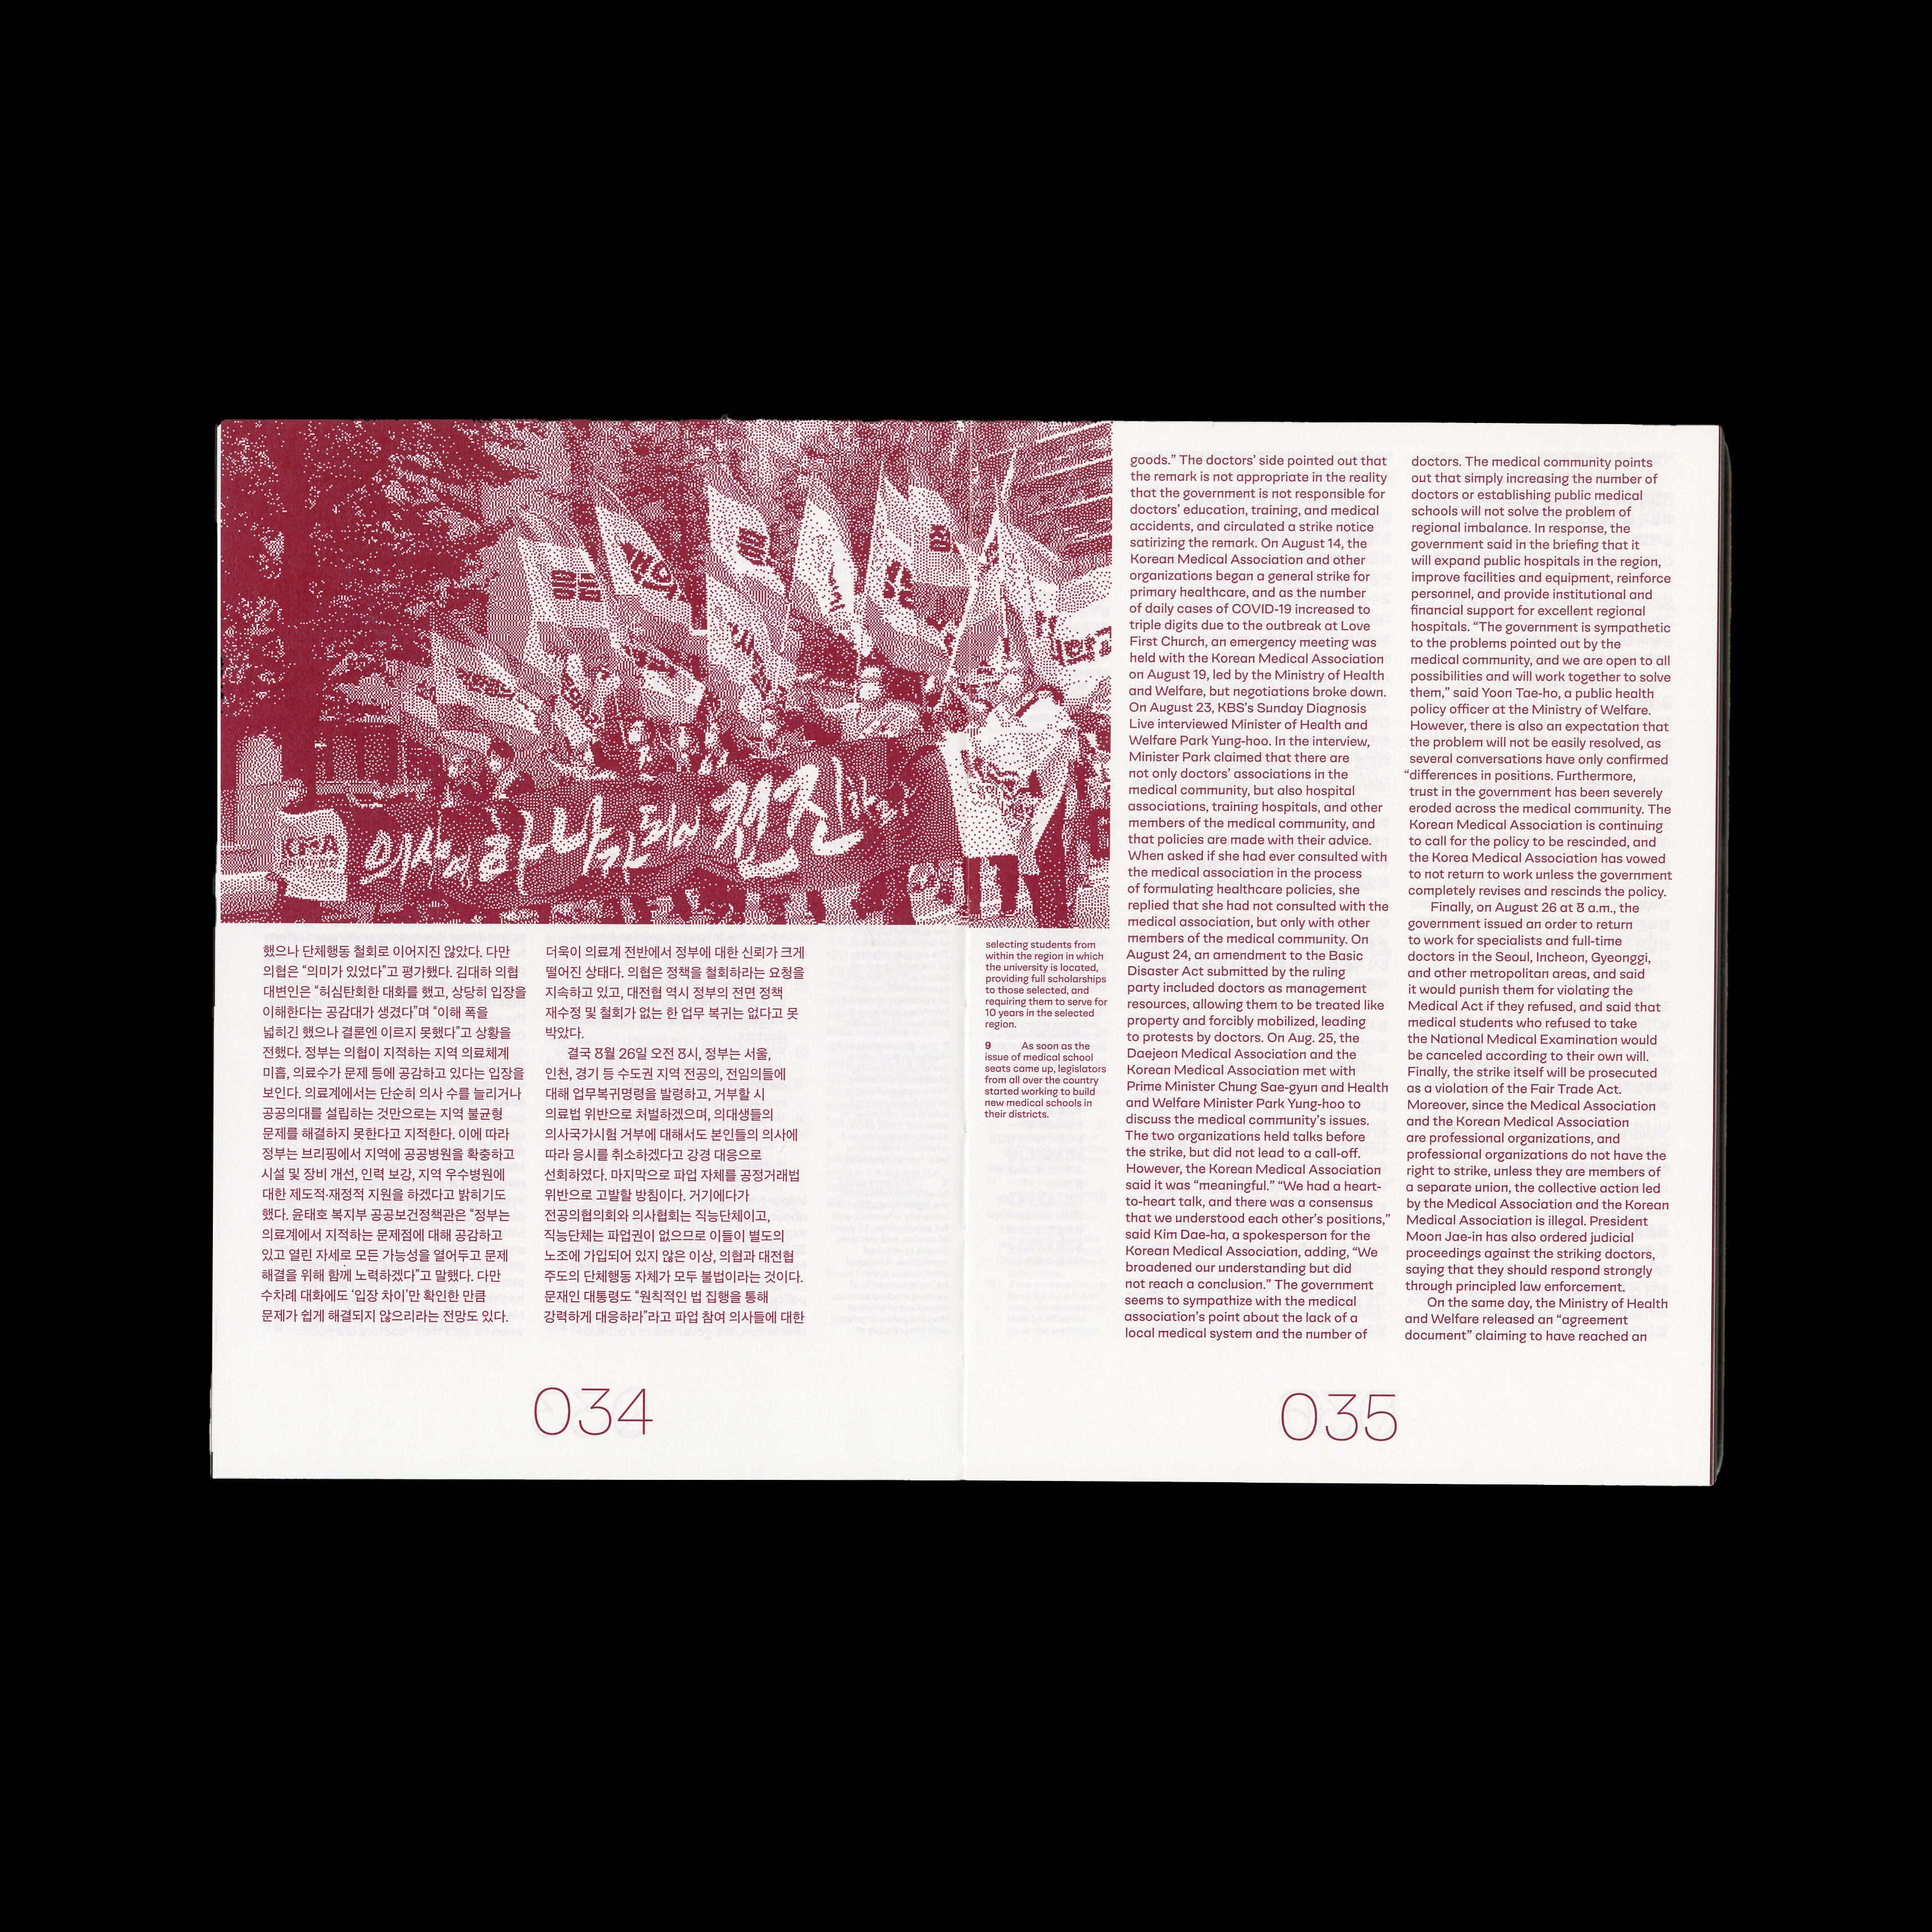 KMA
의사여 하나가 되어 전진하라!
했으나 단체행동 철회로 이어지진 않았다. 다만
의협은 “의미가 있었다”고 평가했다. 김대하 의협
대변인은 “허심탄회한 대화를 했고, 상당히 입장을
이해한다는 공감대가 생겼다”며 “이해 폭을
넓히긴 했으나 결론엔 이르지 못했다”고 상황을
전했다. 정부는 의협이 지적하는 지역 의료체계
미흡, 의료수가 문제 등에 공감하고 있다는 입장을
보인다. 의료계에서는 단순히 의사 수를 늘리거나
공공의대를 설립하는 것만으로는 지역 불균형
문제를 해결하지 못한다고 지적한다. 이에 따라
정부는 브리핑에서 지역에 공공병원을 확충하고
시설 및 장비 개선, 인력 보강, 지역 우수병원에
대한 제도적·재정적 지원을 하겠다고 밝히기도
했다. 윤태호 복지부 공공보건정책관은 “정부는
의료계에서 지적하는 문제점에 대해 공감하고
있고 열린 자세로 모든 가능성을 열어두고 문제
해결을 위해 함께 노력하겠다”고 말했다. 다만
수차례 대화에도 ‘입장 차이’만 확인한 만큼
문제가 쉽게 해결되지 않으리라는 전망도 있다.
더욱이 의료계 전반에서 정부에 대한 신뢰가 크게
떨어진 상태다. 의협은 정책을 철회하라는 요청을
지속하고 있고, 대전협 역시 정부의 전면 정책
재수정 및 철회가 없는 한 업무 복귀는 없다고 못
박았다.
결국 8월 26일 오전 8시, 정부는 서울,
인천, 경기 등 수도권 지역 전공의, 전임의들에
대해 업무복귀명령을 발령하고, 거부할 시
의료법 위반으로 처벌하겠으며, 의대생들의
의사국가시험 거부에 대해서도 본인들의 의사에
따라 응시를 취소하겠다고 강경 대응으로
선회하였다. 마지막으로 파업 자체를 공정거래법
위반으로 고발할 방침이다. 거기에다가
전공의협의회와 의사협회는 직능단체이고,
직능단체는 파업권이 없으므로 이들이 별도의
노조에 가입되어 있지 않은 이상, 의협과 대전협
주도의 단체행동 자체가 모두 불법이라는 것이다.
문재인 대통령도 “원칙적인 법 집행을 통해
강력하게 대응하라”라고 파업 참여 의사들에 대한
034
selecting students from
within the region in which
the university is located,
providing full scholarships
to those selected, and
requiring them to serve for
10 years in the selected
region.
9 As soon as the
issue of medical school
seats came up, legislators
from all over the country
started working to build
new medical schools in
their districts.
goods.” The doctors’ side pointed out that
the remark is not appropriate in the reality
that the government is not responsible for
doctors’ education, training, and medical
accidents, and circulated a strike notice
satirizing the remark. On August 14, the
Korean Medical Association and other
organizations began a general strike for
primary healthcare, and as the number
of daily cases of COVID-19 increased to
triple digits due to the outbreak at Love
First Church, an emergency meeting was
held with the Korean Medical Association
on August 19, led by the Ministry of Health
and Welfare, but negotiations broke down.
On August 23, KBS’s Sunday Diagnosis
Live interviewed Minister of Health and
Welfare Park Yung-hoo. In the interview,
Minister Park claimed that there are
not only doctors’ associations in the
medical community, but also hospital
associations, training hospitals, and other
members of the medical community, and
that policies are made with their advice.
When asked if she had ever consulted with
the medical association in the process
of formulating healthcare policies, she
replied that she had not consulted with the
medical association, but only with other
members of the medical community. On
August 24, an amendment to the Basic
Disaster Act submitted by the ruling
party included doctors as management
resources, allowing them to be treated like
property and forcibly mobilized, leading
to protests by doctors. On Aug. 25, the
Daejeon Medical Association and the
Korean Medical Association met with
Prime Minister Chung Sae-gyun and Health
and Welfare Minister Park Yung-hoo to
discuss the medical community’s issues.
The two organizations held talks before
the strike, but did not lead to a call-off.
However, the Korean Medical Association
said it was “meaningful.” “We had a heart-
to-heart talk, and there was a consensus
that we understood each other’s positions,”
said Kim Dae-ha, a spokesperson for the
Korean Medical Association, adding, “We
broadened our understanding but did
not reach a conclusion.” The government
seems to sympathize with the medical
association’s point about the lack of a
local medical system and the number of
doctors. The medical community points
out that simply increasing the number of
doctors or establishing public medical
schools will not solve the problem of
regional imbalance. In response, the
government said in the briefing that it
will expand public hospitals in the region,
improve facilities and equipment, reinforce
personnel, and provide institutional and
financial support for excellent regional
hospitals. “The government is sympathetic
to the problems pointed out by the
medical community, and we are open to all
possibilities and will work together to solve
them,” said Yoon Tae-ho, a public health
policy officer at the Ministry of Welfare.
However, there is also an expectation that
the problem will not be easily resolved, as
several conversations have only confirmed
“differences in positions. Furthermore,
trust in the government has been severely
eroded across the medical community. The
Korean Medical Association is continuing
to call for the policy to be rescinded, and
the Korea Medical Association has vowed
to not return to work unless the government
completely revises and rescinds the policy.
Finally, on August 26 at 8 a.m., the
government issued an order to return
to work for specialists and full-time
doctors in the Seoul, Incheon, Gyeonggi,
and other metropolitan areas, and said
it would punish them for violating the
Medical Act if they refused, and said that
medical students who refused to take
the National Medical Examination would
be canceled according to their own will.
Finally, the strike itself will be prosecuted
as a violation of the Fair Trade Act.
Moreover, since the Medical Association
and the Korean Medical Association
are professional organizations, and
professional organizations do not have the
right to strike, unless they are members of
a separate union, the collective action led
by the Medical Association and the Korean
Medical Association is illegal. President
Moon Jae-in has also ordered judicial
proceedings against the striking doctors,
saying that they should respond strongly
through principled law enforcement.
On the same day, the Ministry of Health
and Welfare released an “agreement
document” claiming to have reached an
035